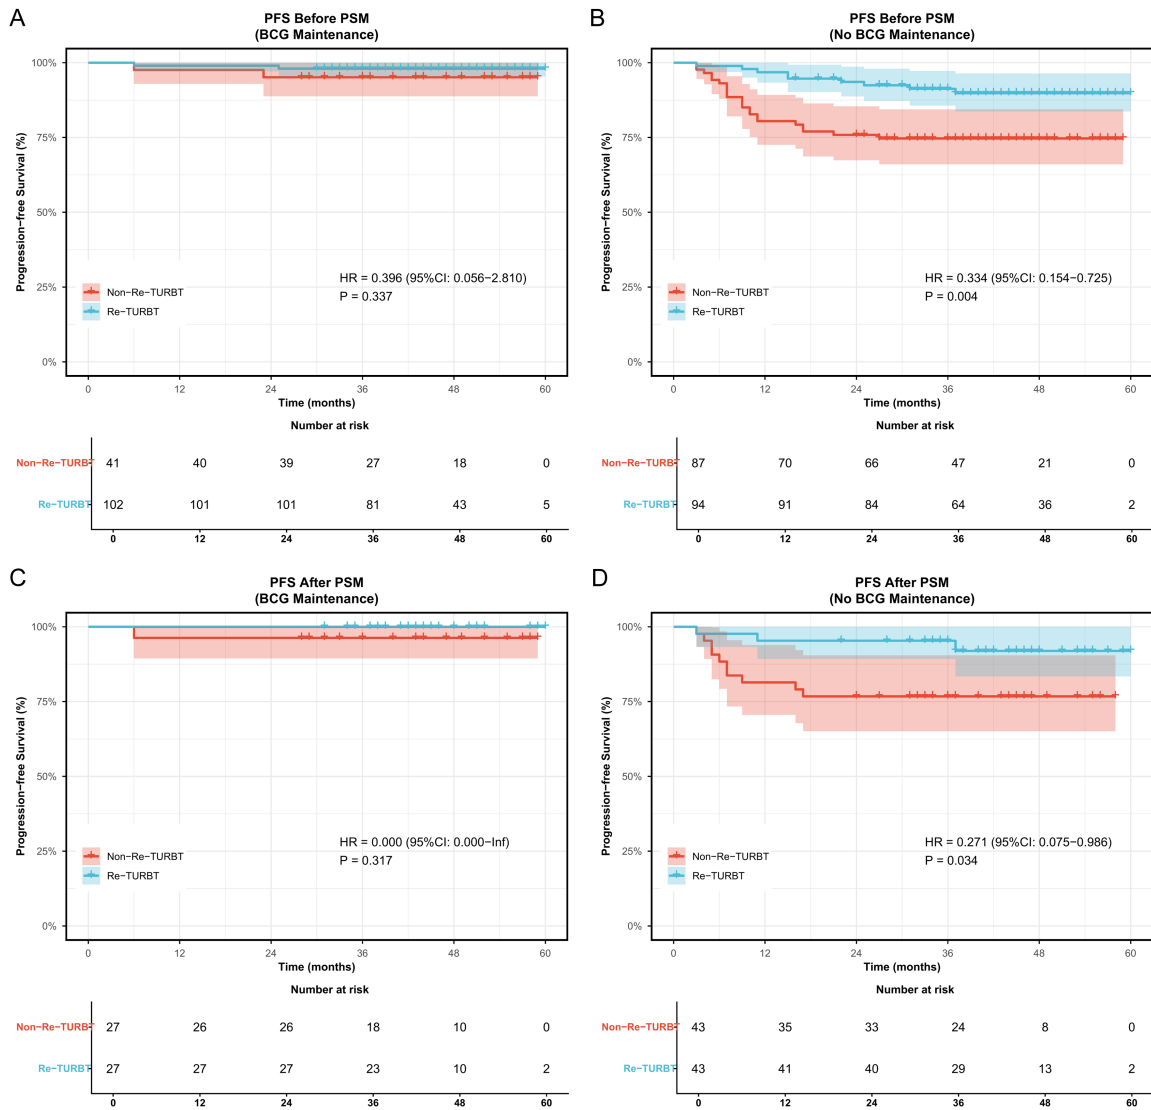 A
PFS Before PSM
(BCG Maintenance)
Progression−free Survival (%)
100%
75%
50%
25%
0%
HR = 0.396 (95%CI: 0.056−2.810)
P = 0.337
Non−Re−TURBT
Re−TURBT
0 12 24 36 48 60
Time (months)
Number at risk
Non−Re−TURBT 41 40 39 27 18 0
Re−TURBT 102 101 101 81 43 5
0 12 24 36 48 60
B
PFS Before PSM
(No BCG Maintenance)
Progression−free Survival (%)
100%
75%
50%
25%
0%
HR = 0.334 (95%CI: 0.154−0.725)
P = 0.004
Non−Re−TURBT
Re−TURBT
0 12 24 36 48 60
Time (months)
Number at risk
Non−Re−TURBT 87 70 66 47 21 0
Re−TURBT 94 91 84 64 36 2
0 12 24 36 48 60
C
PFS After PSM
(BCG Maintenance)
Progression−free Survival (%)
100%
75%
50%
25%
0%
HR = 0.000 (95%CI: 0.000−Inf)
P = 0.317
Non−Re−TURBT
Re−TURBT
0 12 24 36 48 60
Time (months)
Number at risk
Non−Re−TURBT 27 26 26 18 10 0
Re−TURBT 27 27 27 23 10 2
0 12 24 36 48 60
D
PFS After PSM
(No BCG Maintenance)
Progression−free Survival (%)
100%
75%
50%
25%
0%
HR = 0.271 (95%CI: 0.075−0.986)
P = 0.034
Non−Re−TURBT
Re−TURBT
0 12 24 36 48 60
Time (months)
Number at risk
Non−Re−TURBT 43 35 33 24 8 0
Re−TURBT 43 41 40 29 13 2
0 12 24 36 48 60